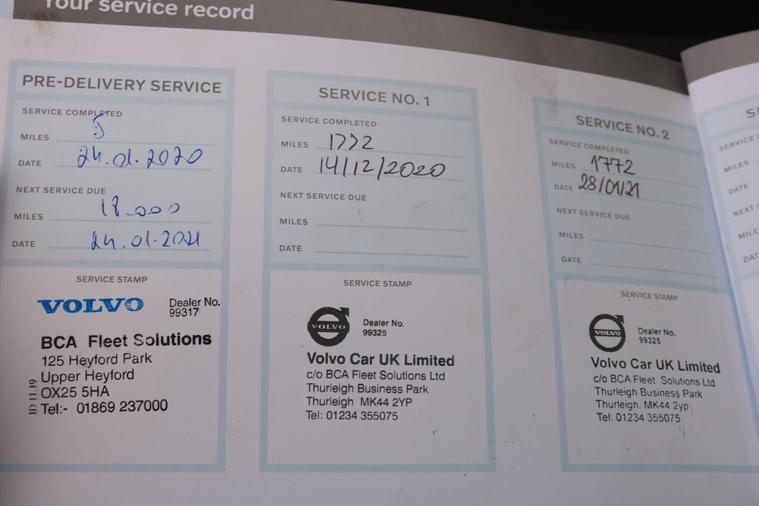 Your service record
PRE-DELIVERY SERVICE
SERVICE COMPLETED
MILES 5
DATE 24.01.2020
NEXT SERVICE DUE
MILES 18 000
DATE 24.01.2021
SERVICE STAMP
VOLVO Dealer No.
99317
BCA Fleet Solutions
125 Heyford Park
Upper Heyford
OX25 5HA
Tel:- 01869 237000
ID 11.19
SERVICE NO. 1
SERVICE COMPLETED
MILES 1772
DATE 14/12/2020
NEXT SERVICE DUE
MILES
DATE
SERVICE STAMP
VOLVO
Dealer No.
99325
Volvo Car UK Limited
c/o BCA Fleet Solutions Ltd
Thurleigh Business Park
Thurleigh MK44 2YP
Tel: 01234 355075
SERVICE NO. 2
SERVICE COMPLETED
MILES 1772
DATE 28/01/21
NEXT SERVICE DUE
MILES
DATE
SERVICE STAMP
VOLVO
Dealer No.
99325
Volvo Car UK Limited
c/o BCA Fleet Solutions Ltd
Thurleigh Business Park
Thurleigh. MK44 2yp
Tel: 01234 355075